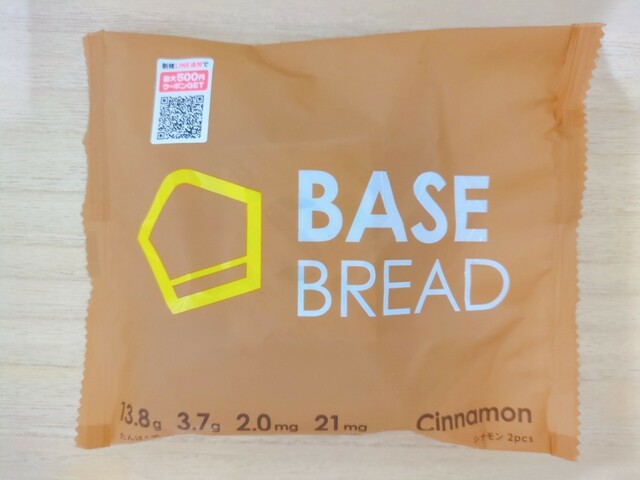 新規LINE追加で
最大500円
クーポンGET
BASE
BREAD
13.8g 3.7g 2.0mg 21mg
Cinnamon
シナモン 2pcs